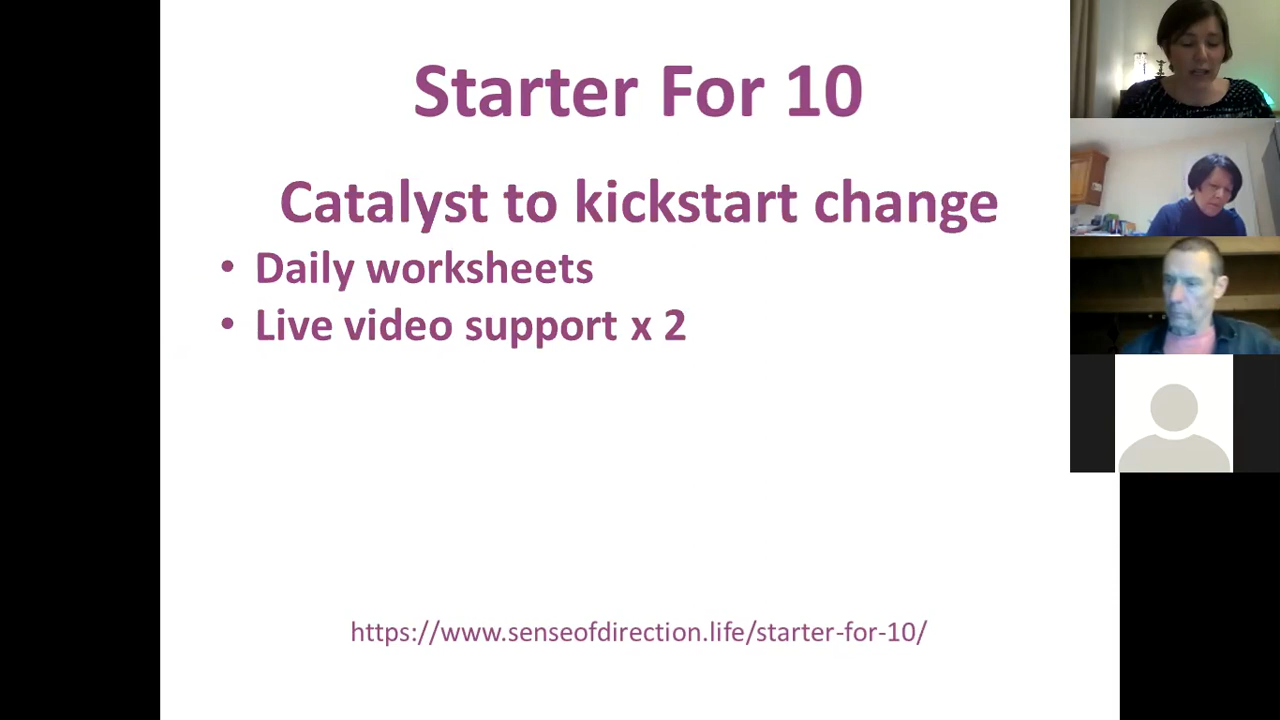 Starter For 10
Catalyst to kickstart change
• Daily worksheets
• Live video support x 2
https://www.senseofdirection.life/starter-for-10/